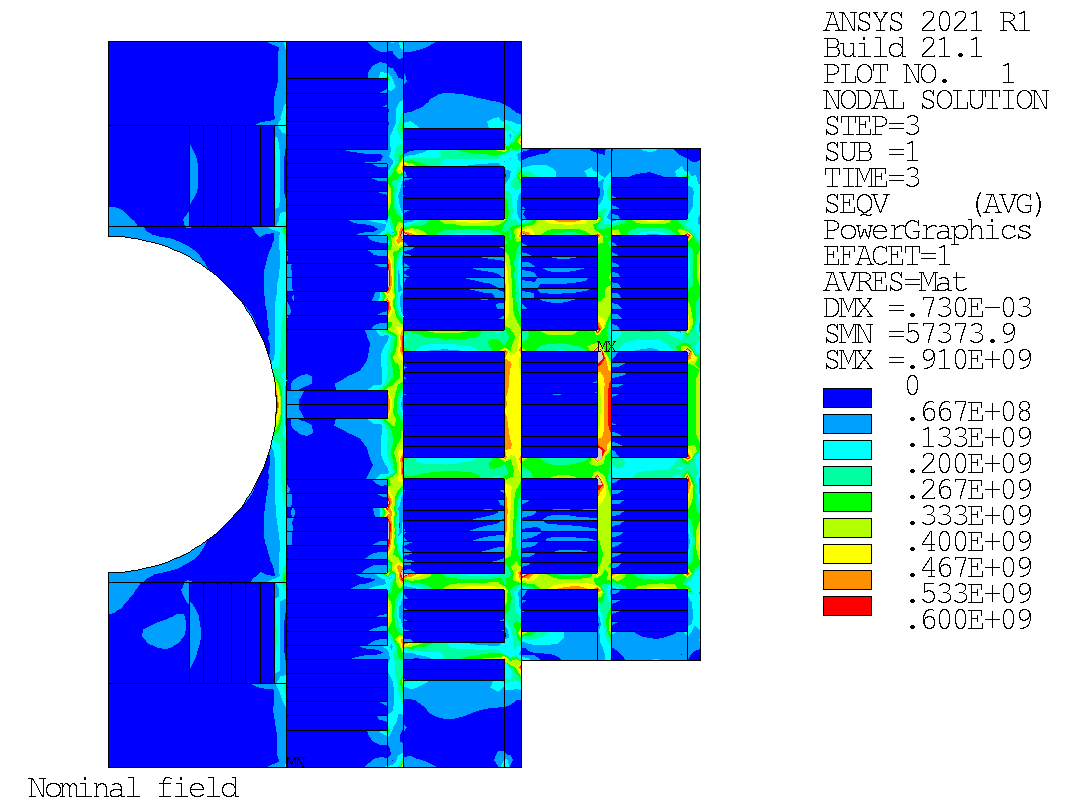 ANSYS 2021 R1
Build 21.1
PLOT NO. 1
NODAL SOLUTION
STEP=3
SUB =1
TIME=3
SEQV (AVG)
PowerGraphics
EFACET=1
AVRES=Mat
DMX =.730E-03
SMN =57373.9
SMX =.910E+09
0
.667E+08
.133E+09
.200E+09
.267E+09
.333E+09
.400E+09
.467E+09
.533E+09
.600E+09
MX
MN
Nominal field